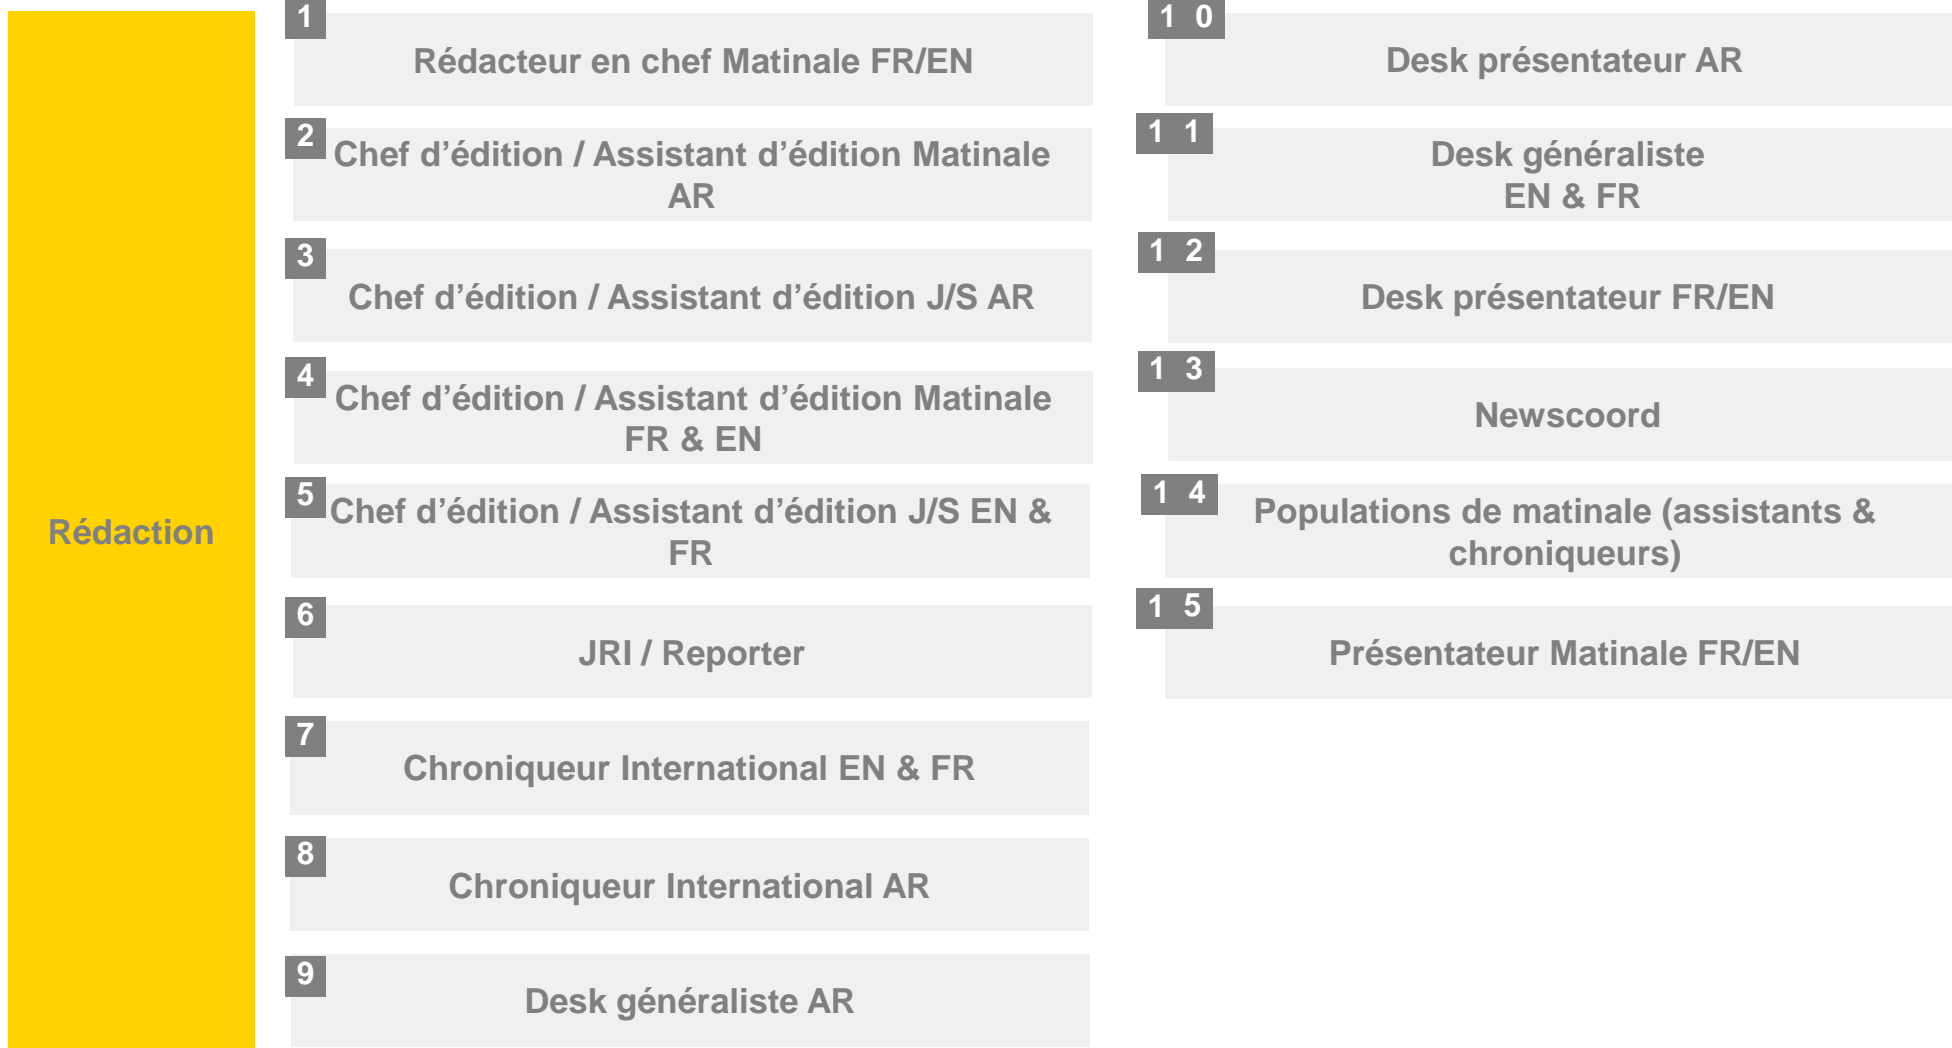 Rédaction
1
Rédacteur en chef Matinale FR/EN
2
Chef d’édition / Assistant d’édition Matinale
AR
3
Chef d’édition / Assistant d’édition J/S AR
4
Chef d’édition / Assistant d’édition Matinale
FR & EN
5
Chef d’édition / Assistant d’édition J/S EN &
FR
6
JRI / Reporter
7
Chroniqueur International EN & FR
8
Chroniqueur International AR
9
Desk généraliste AR
1 0
Desk présentateur AR
1 1
Desk généraliste
EN & FR
1 2
Desk présentateur FR/EN
1 3
Newscoord
1 4
Populations de matinale (assistants &
chroniqueurs)
1 5
Présentateur Matinale FR/EN